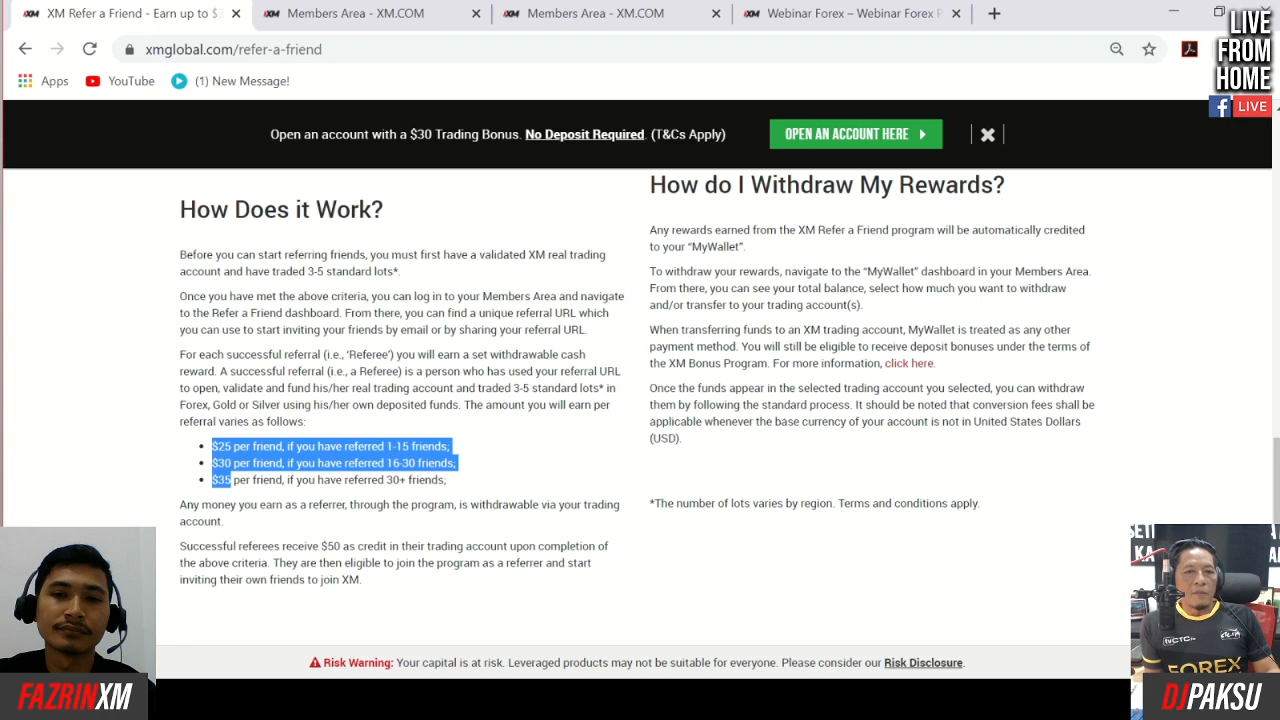 XM Refer a Friend - Earn up to $3
Members Area - XM.COM
Members Area - XM.COM
Webinar Forex – Webinar Forex P
xmglobal.com/refer-a-friend
Apps
YouTube
(1) New Message!
LIVE
FROM
HOME
f LIVE
Open an account with a $30 Trading Bonus. No Deposit Required. (T&Cs Apply)
OPEN AN ACCOUNT HERE
How Does it Work?
Before you can start referring friends, you must first have a validated XM real trading
account and have traded 3-5 standard lots*.
Once you have met the above criteria, you can log in to your Members Area and navigate
to the Refer a Friend dashboard. From there, you can find a unique referral URL which
you can use to start inviting your friends by email or by sharing your referral URL.
For each successful referral (i.e., ‘Referee’) you will earn a set withdrawable cash
reward. A successful referral (i.e., a Referee) is a person who has used your referral URL
to open, validate and fund his/her real trading account and traded 3-5 standard lots* in
Forex, Gold or Silver using his/her own deposited funds. The amount you will earn per
referral varies as follows:
• $25 per friend, if you have referred 1-15 friends;
• $30 per friend, if you have referred 16-30 friends;
• $35 per friend, if you have referred 30+ friends;
Any money you earn as a referrer, through the program, is withdrawable via your trading
account.
Successful referees receive $50 as credit in their trading account upon completion of
the above criteria. They are then eligible to join the program as a referrer and start
inviting their own friends to join XM.
How do I Withdraw My Rewards?
Any rewards earned from the XM Refer a Friend program will be automatically credited
to your “MyWallet”.
To withdraw your rewards, navigate to the “MyWallet” dashboard in your Members Area.
From there, you can see your total balance, select how much you want to withdraw
and/or transfer to your trading account(s).
When transferring funds to an XM trading account, MyWallet is treated as any other
payment method. You will still be eligible to receive deposit bonuses under the terms of
the XM Bonus Program. For more information, click here.
Once the funds appear in the selected trading account you selected, you can withdraw
them by following the standard process. It should be noted that conversion fees shall be
applicable whenever the base currency of your account is not in United States Dollars
(USD).
*The number of lots varies by region. Terms and conditions apply.
Risk Warning: Your capital is at risk. Leveraged products may not be suitable for everyone. Please consider our Risk Disclosure.
FAZRINXM
FOREX
DJPAKSU